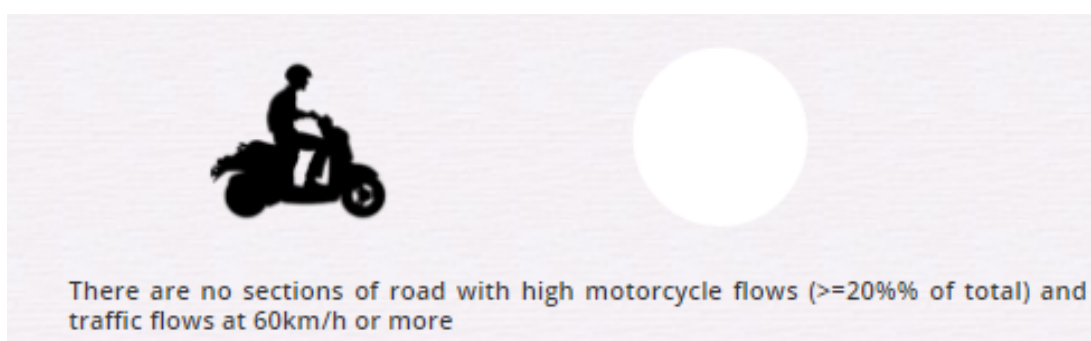 There are no sections of road with high motorcycle flows (>=20%% of total) and
traffic flows at 60km/h or more